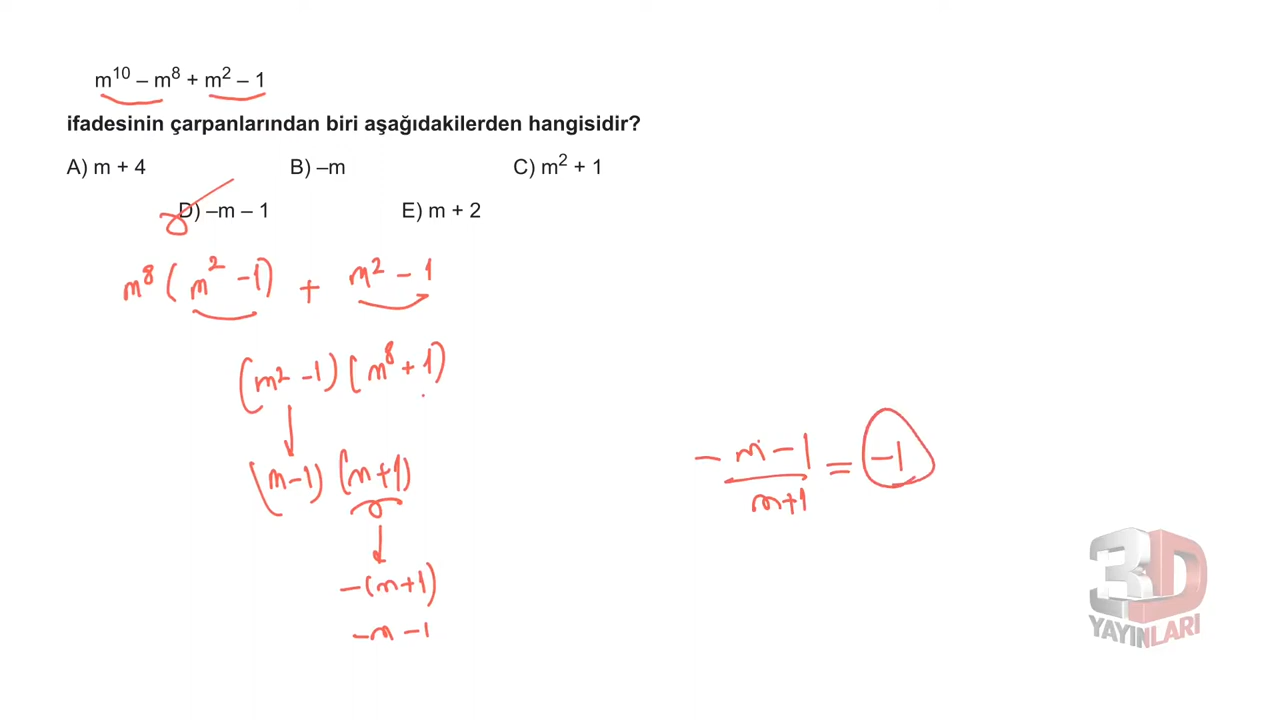 m¹⁰ – m⁸ + m² – 1
ifadesinin çarpanlarından biri aşağıdakilerden hangisidir?
A) m + 4 B) –m C) m² + 1
D) –m – 1 E) m + 2
m⁸ (m² -1) + m² - 1
(m² -1) (m⁸ + 1)
(m-1) (m+1)
-(m+1)
-m -1
(-m-1)/(m+1) = -1
3D
YAYINLARI